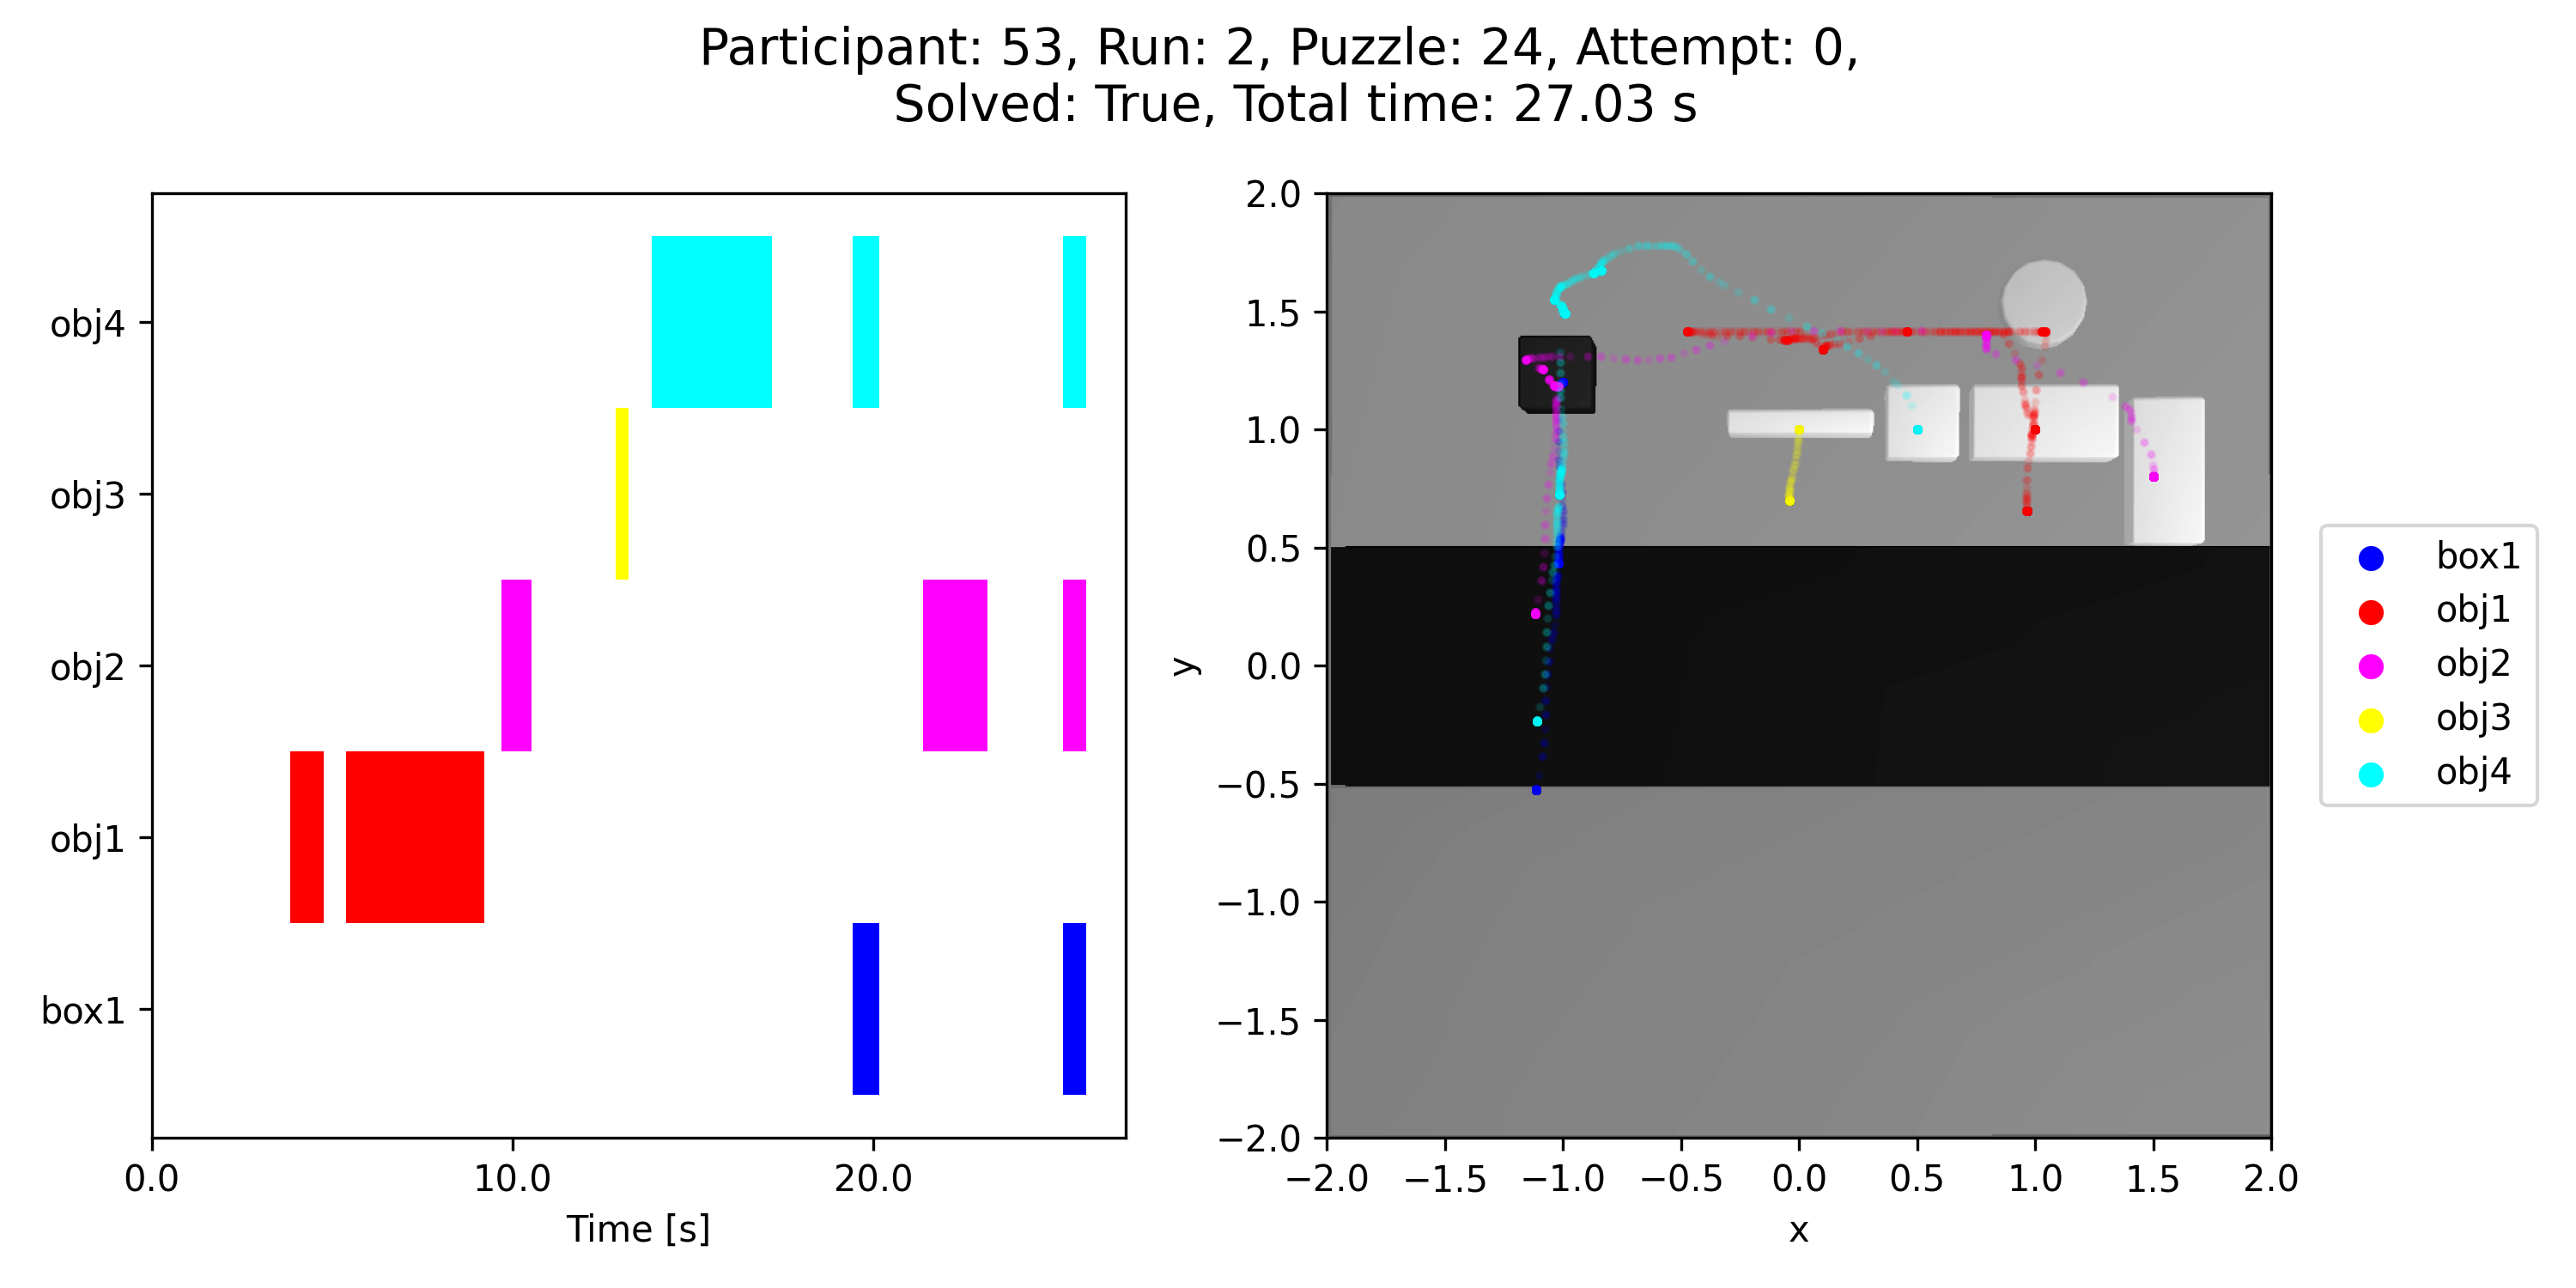 Participant: 53, Run: 2, Puzzle: 24, Attempt: 0,
Solved: True, Total time: 27.03 s
obj4
obj3
obj2
obj1
box1
0.0
10.0
20.0
Time [s]
2.0
1.5
1.0
0.5
0.0
−0.5
−1.0
−1.5
−2.0
y
−2.0
−1.5
−1.0
−0.5
0.0
0.5
1.0
1.5
2.0
x
box1
obj1
obj2
obj3
obj4